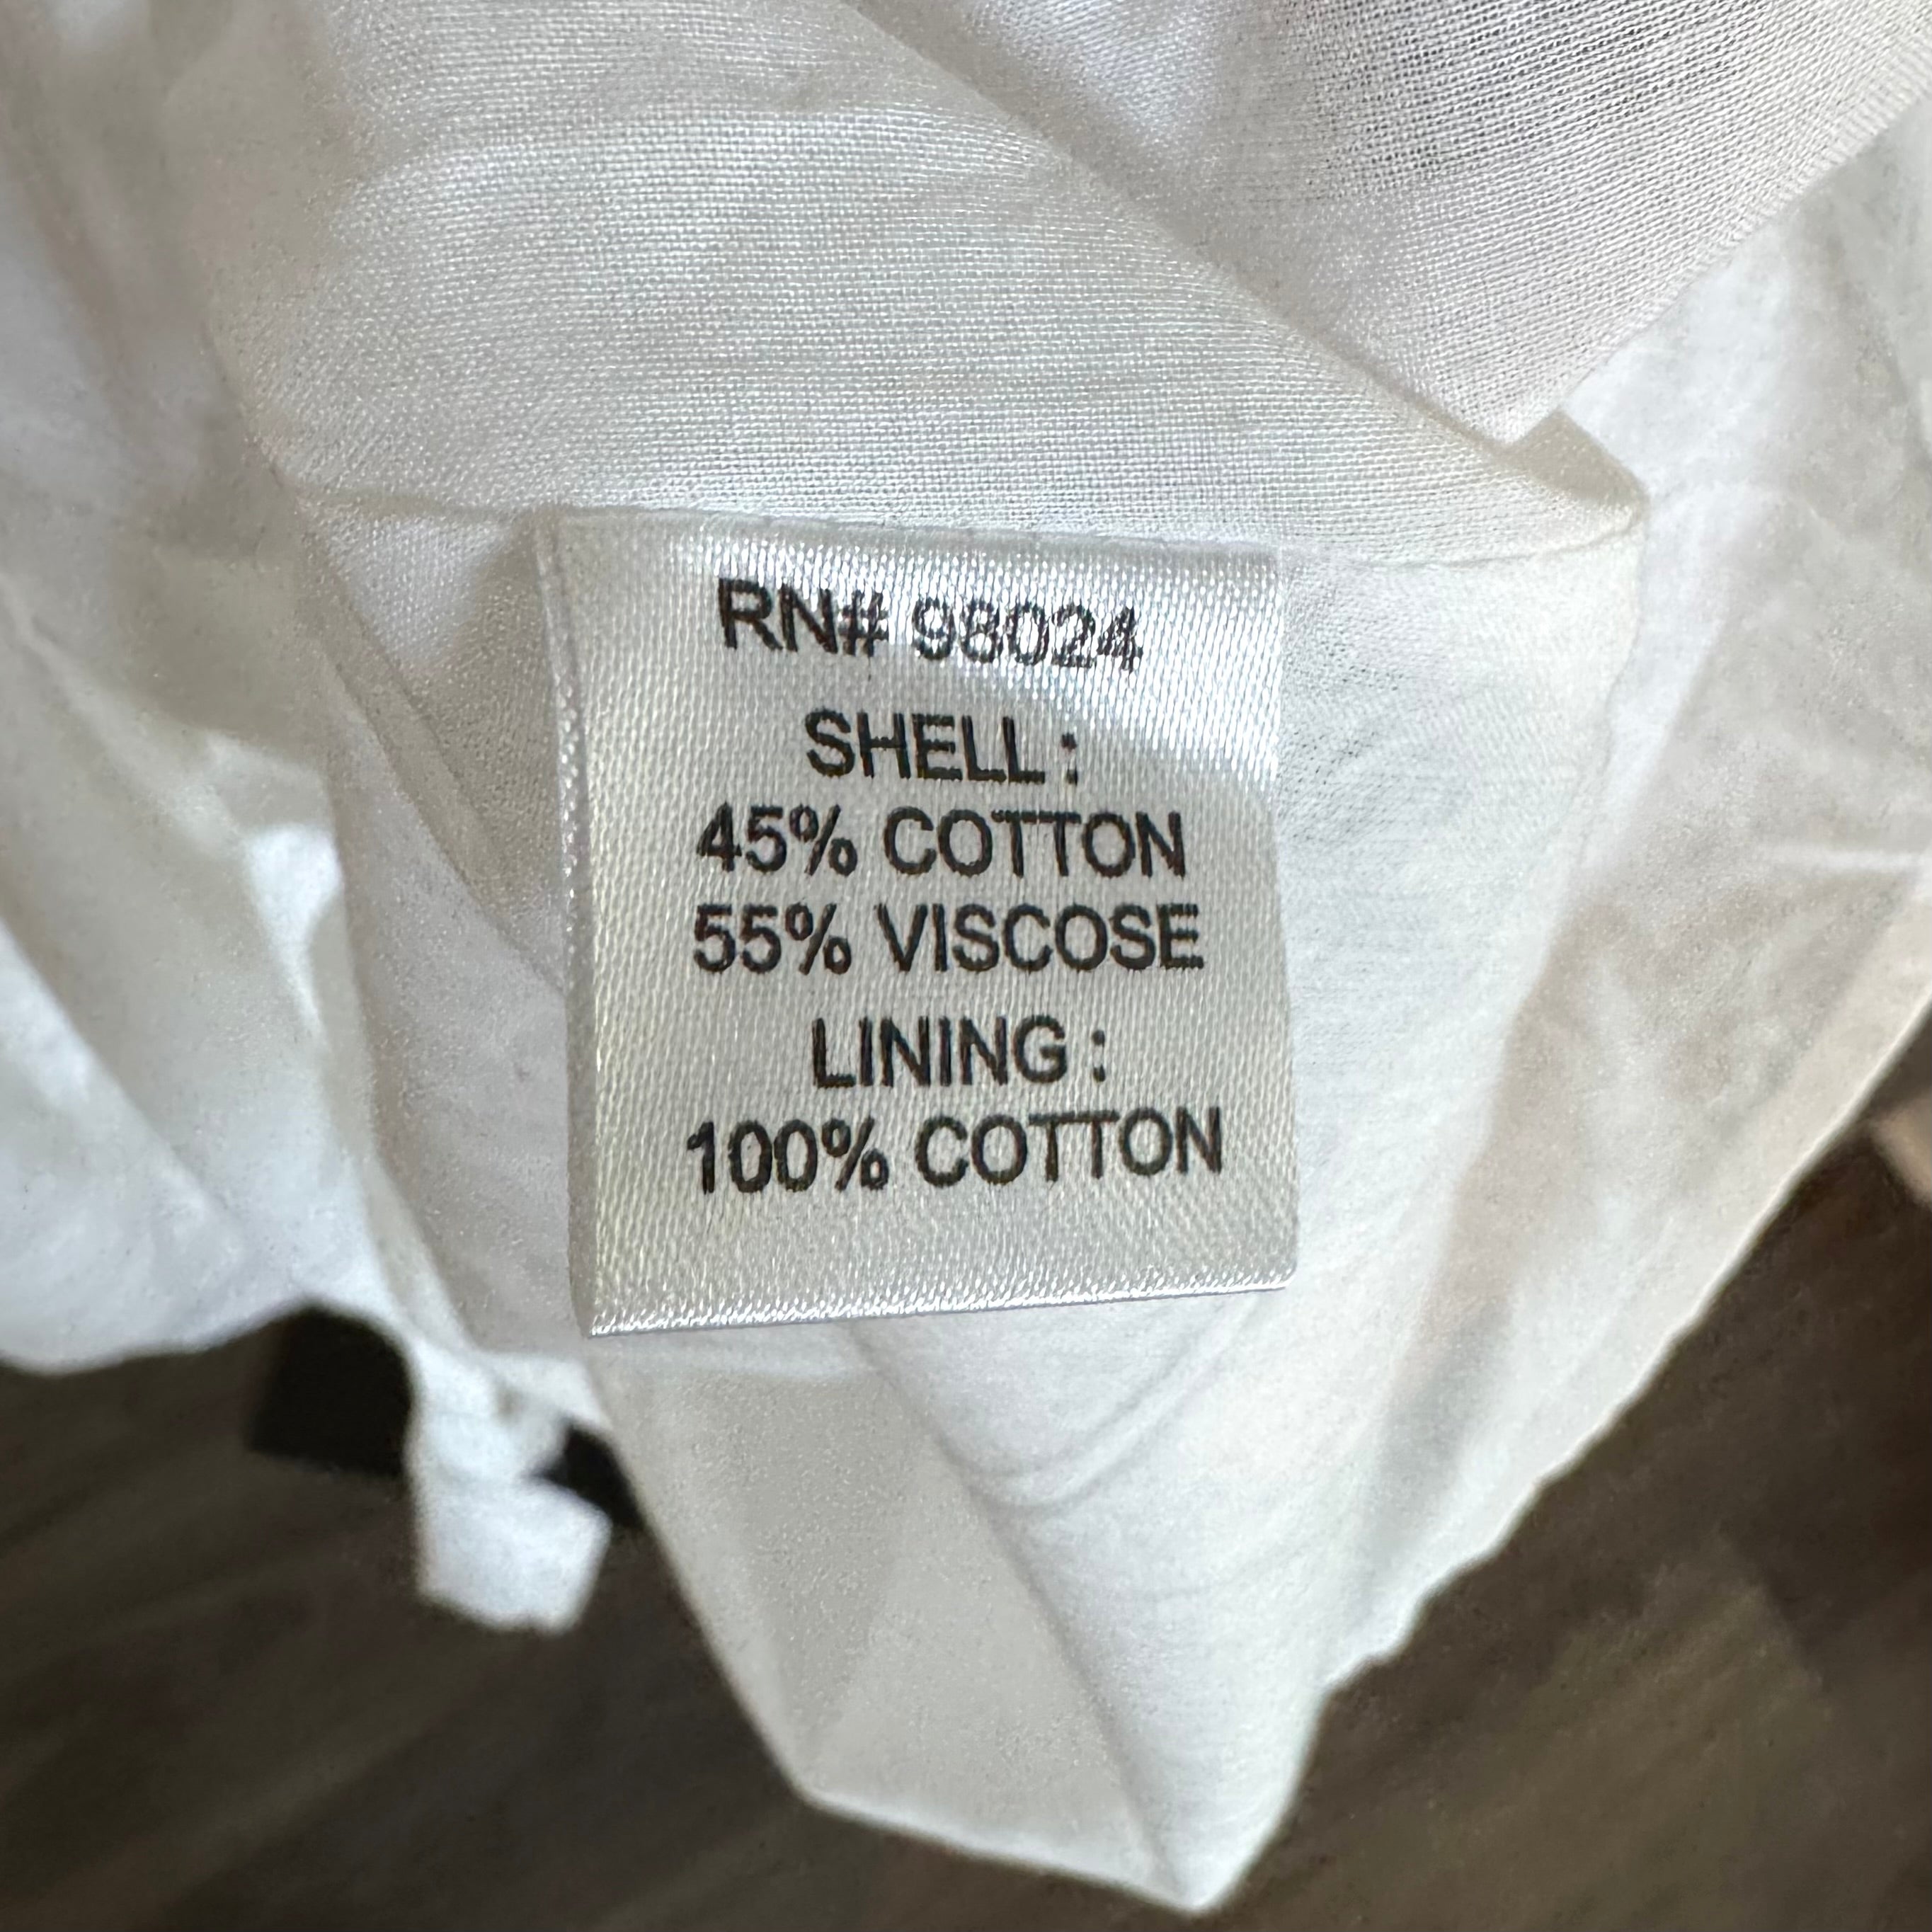 RN# 98024
SHELL :
45% COTTON
55% VISCOSE
LINING :
100% COTTON